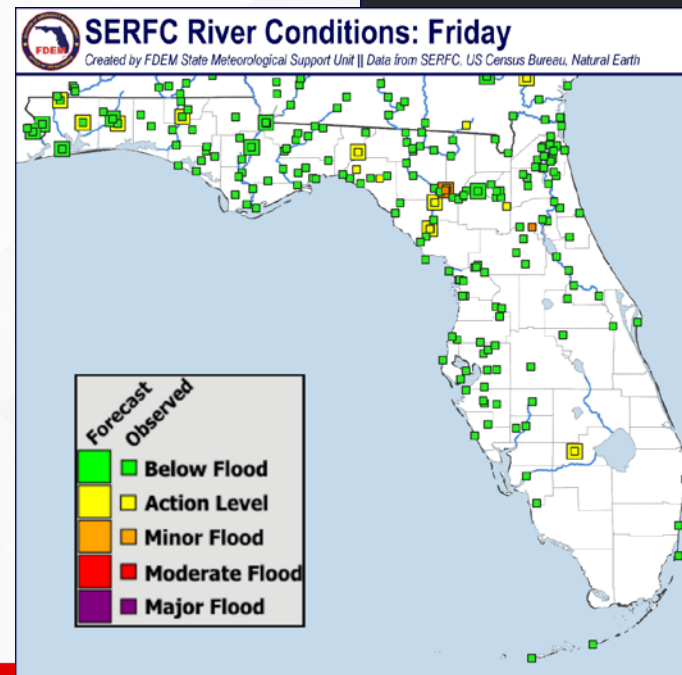 FDEM
SERFC River Conditions: Friday
Created by FDEM State Meteorological Support Unit || Data from SERFC, US Census Bureau, Natural Earth
Forecast
Observed
Below Flood
Action Level
Minor Flood
Moderate Flood
Major Flood